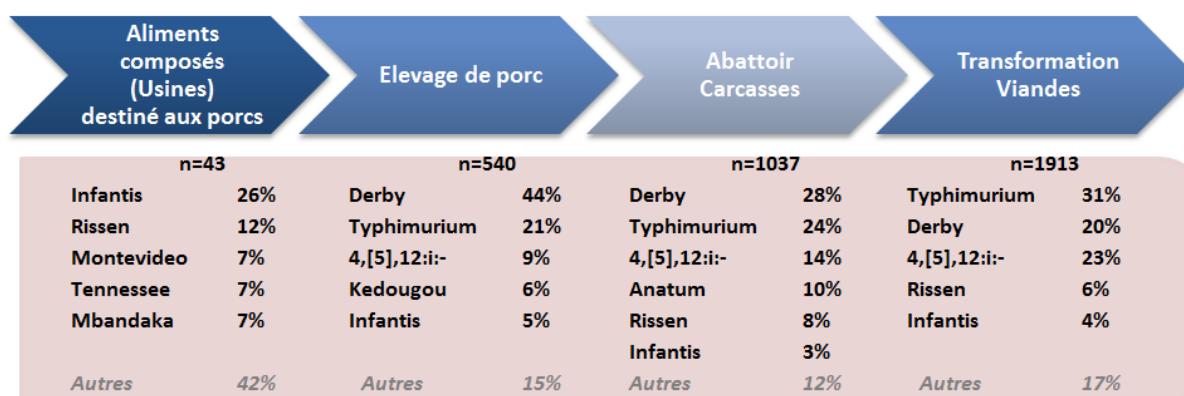 Aliments
composés
(Usines)
destiné aux porcs
Elevage de porc
Abattoir
Carcasses
Transformation
Viandes
n=43 n=540 n=1037 n=1913
Infantis 26% Derby 44% Derby 28% Typhimurium 31%
Rissen 12% Typhimurium 21% Typhimurium 24% Derby 20%
Montevideo 7% 4,[5],12:i:- 9% 4,[5],12:i:- 14% 4,[5],12:i:- 23%
Tennessee 7% Kedougou 6% Anatum 10% Rissen 6%
Mbandaka 7% Infantis 5% Rissen 8% Infantis 4%
Infantis 3%
Autres 42% Autres 15% Autres 12% Autres 17%